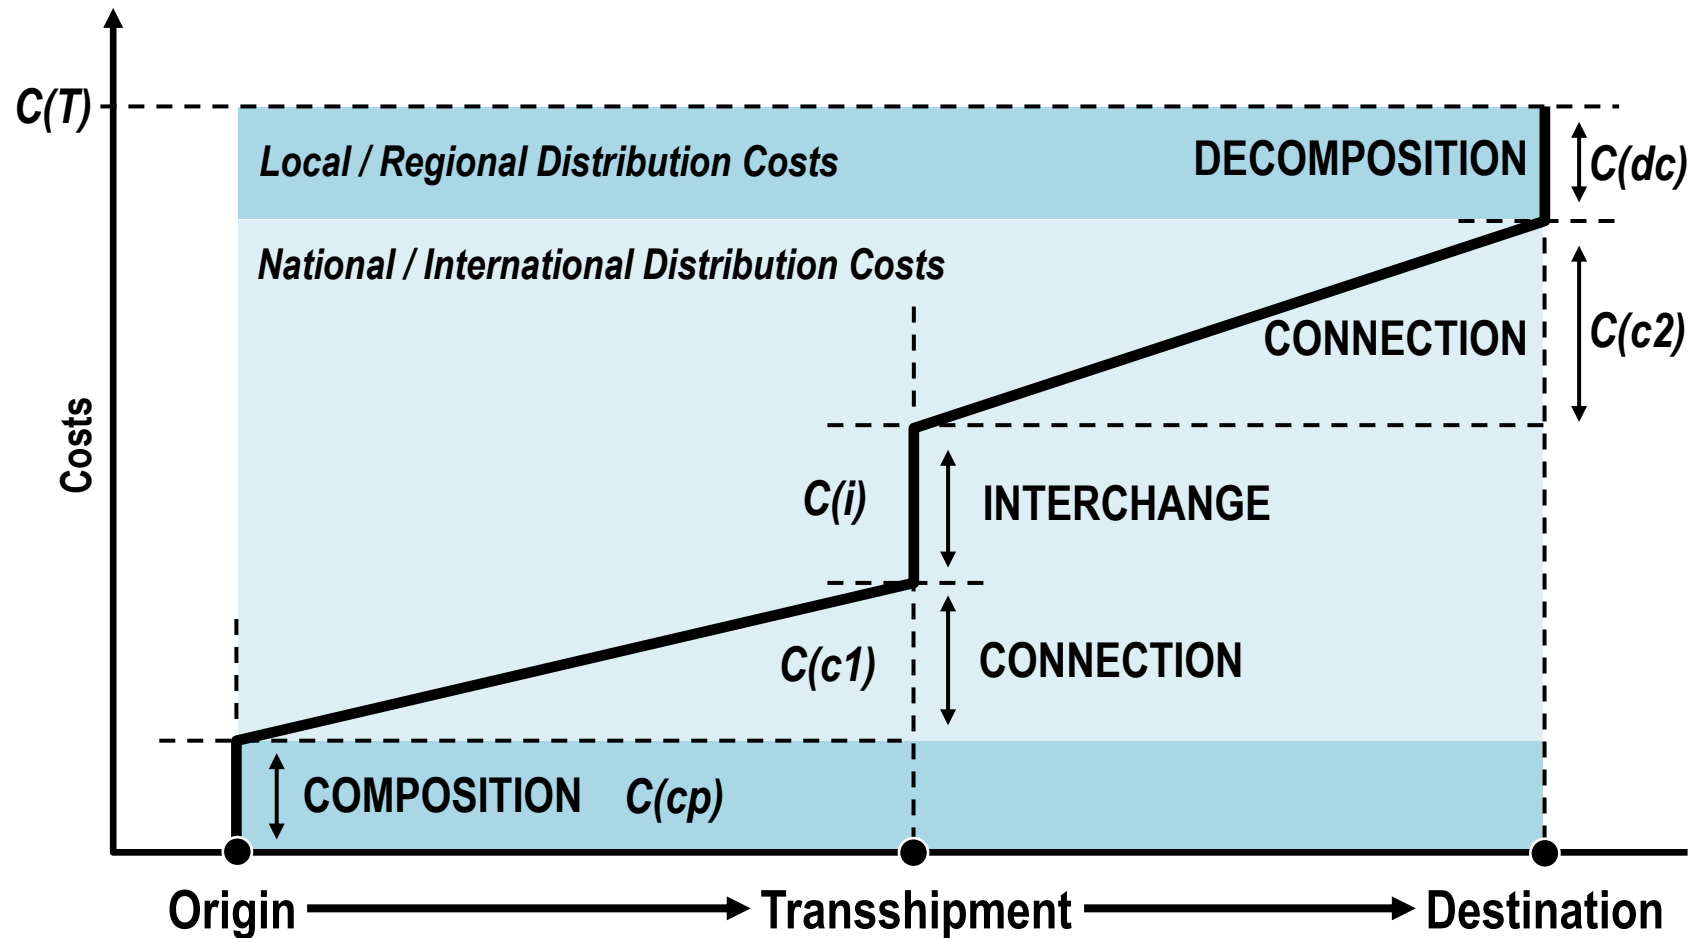 C(T)
Local / Regional Distribution Costs
DECOMPOSITION
C(dc)
National / International Distribution Costs
CONNECTION
C(c2)
Costs
C(i)
INTERCHANGE
C(c1)
CONNECTION
COMPOSITION C(cp)
Origin
Transshipment
Destination